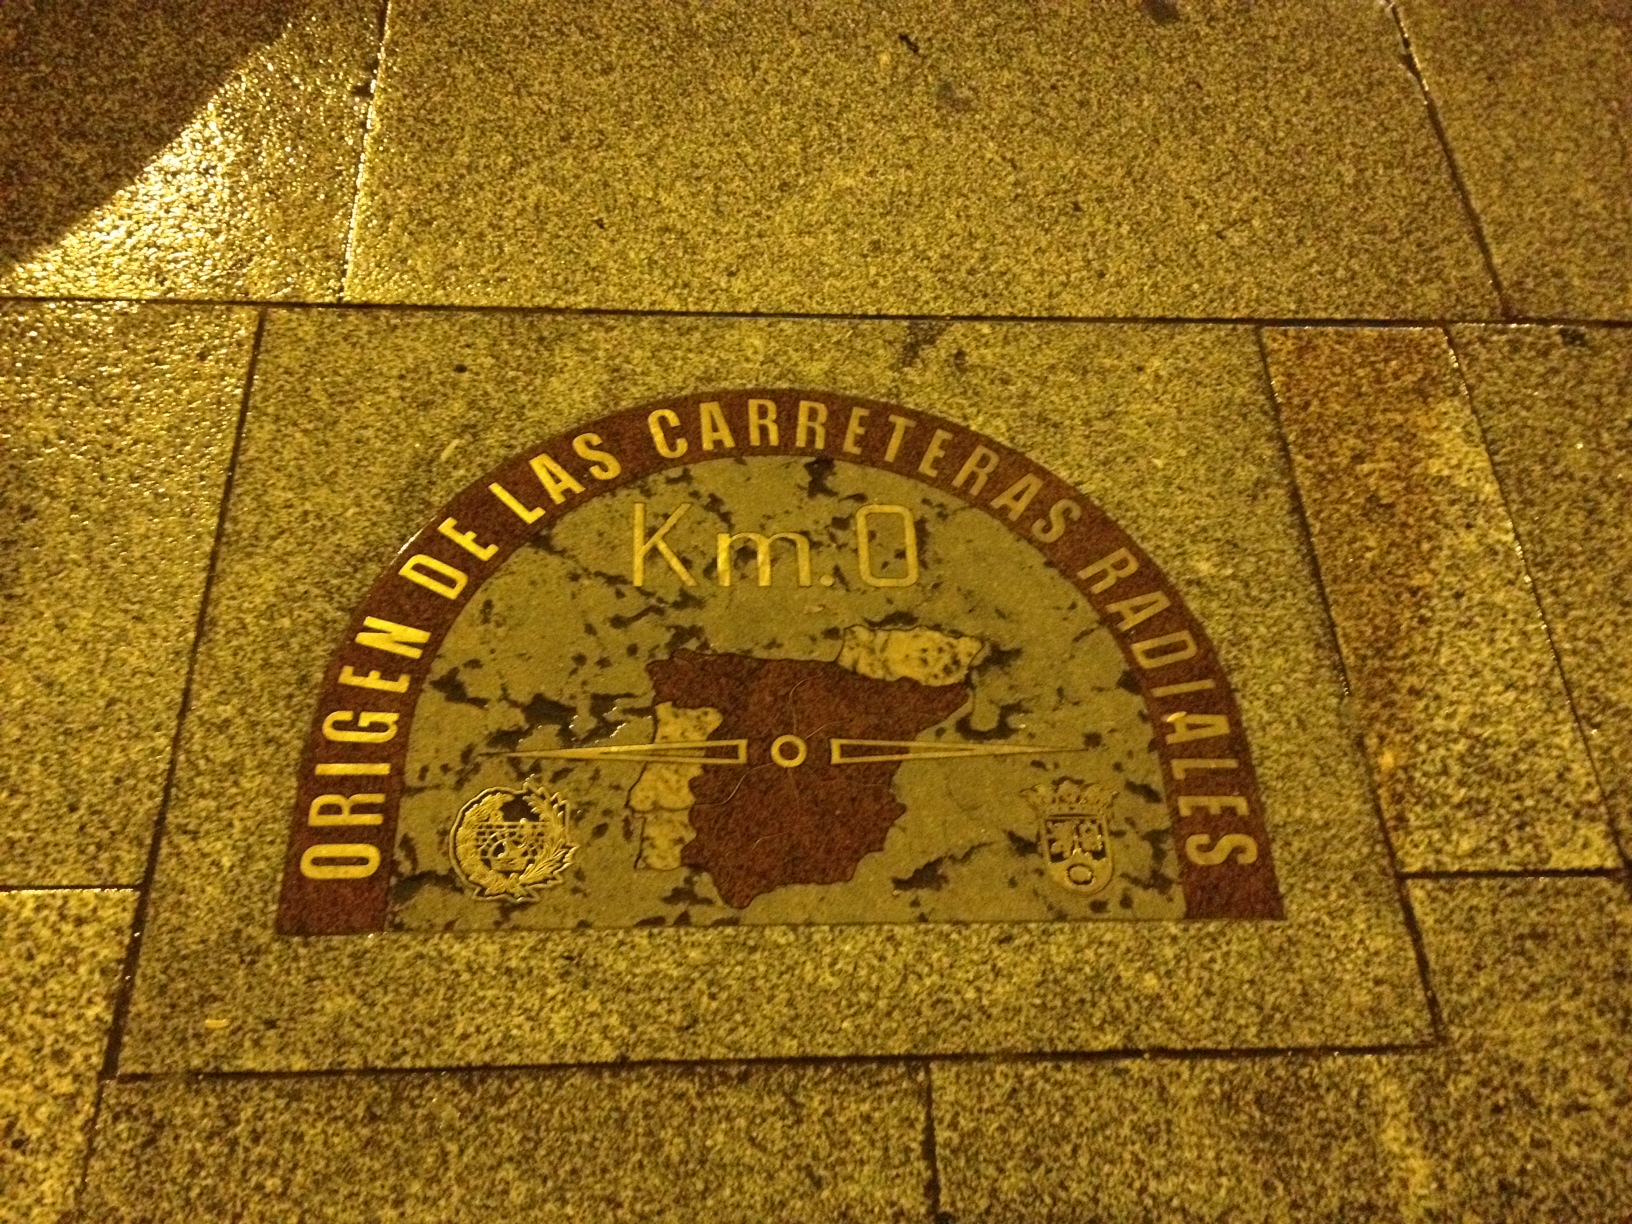 ORIGEN DE LAS CARRETERAS RADIALES
Km. 0